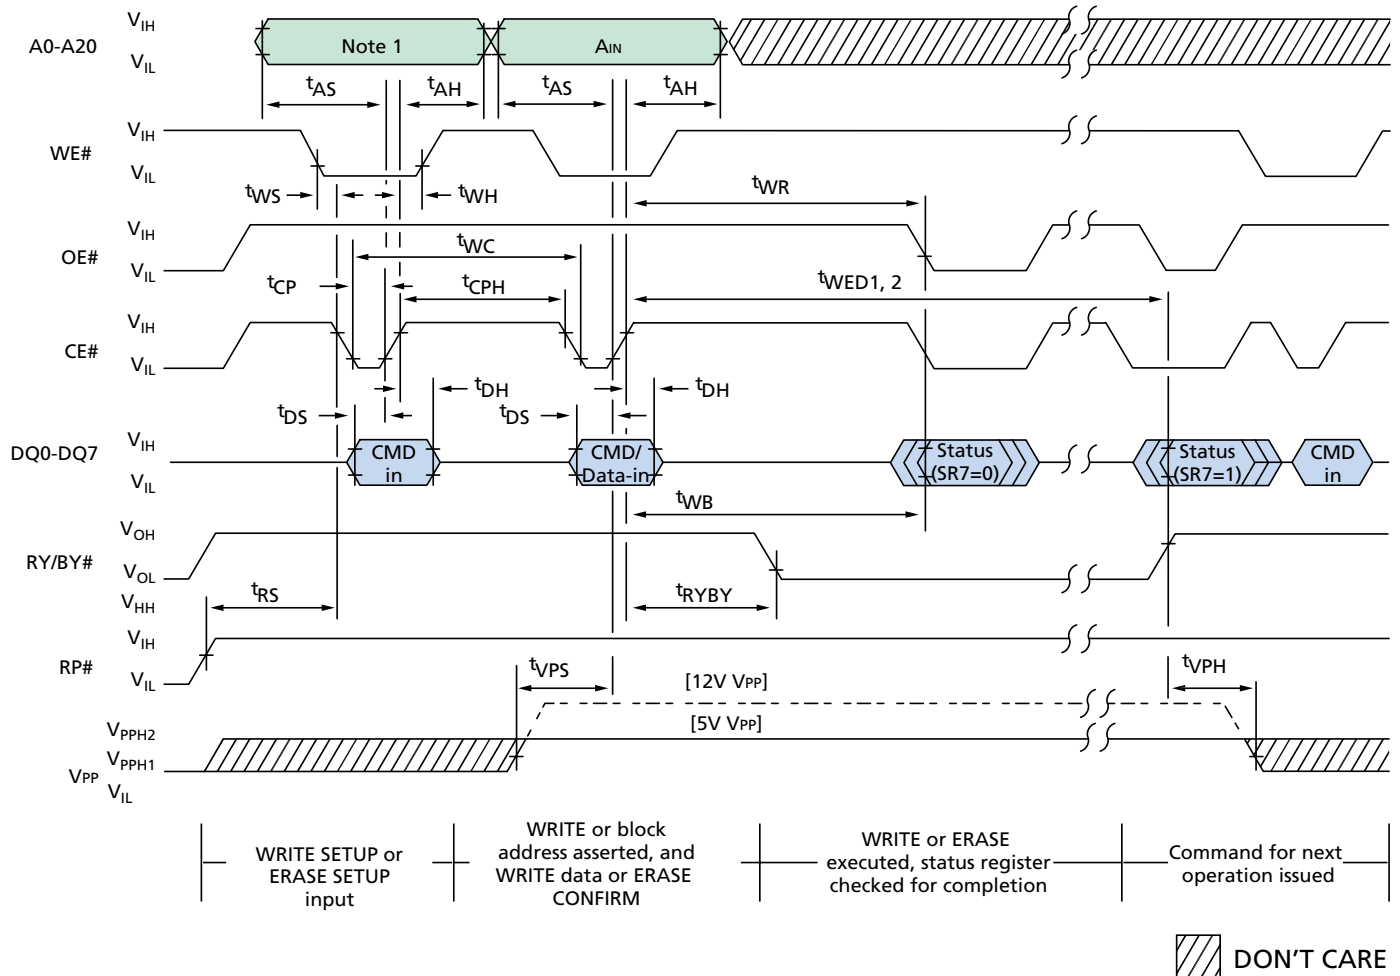 A0-A20
VIH
VIL
Note 1
AIN
tAS
tAH
tAS
tAH
WE#
VIH
VIL
tWS
tWH
tWR
OE#
VIH
VIL
tWC
tCP
tCPH
tWED1, 2
CE#
VIH
VIL
tDH
tDH
tDS
tDS
DQ0-DQ7
VIH
VIL
CMD
in
CMD/
Data-in
Status
(SR7=0)
Status
(SR7=1)
CMD
in
tWB
RY/BY#
VOH
VOL
tRS
tRYBY
VHH
VIH
RP#
VIL
tVPS
tVPH
[12V VPP]
[5V VPP]
VPPH2
VPPH1
VPP
VIL
WRITE SETUP or
ERASE SETUP
input
WRITE or block
address asserted, and
WRITE data or ERASE
CONFIRM
WRITE or ERASE
executed, status register
checked for completion
Command for next
operation issued
DON'T CARE